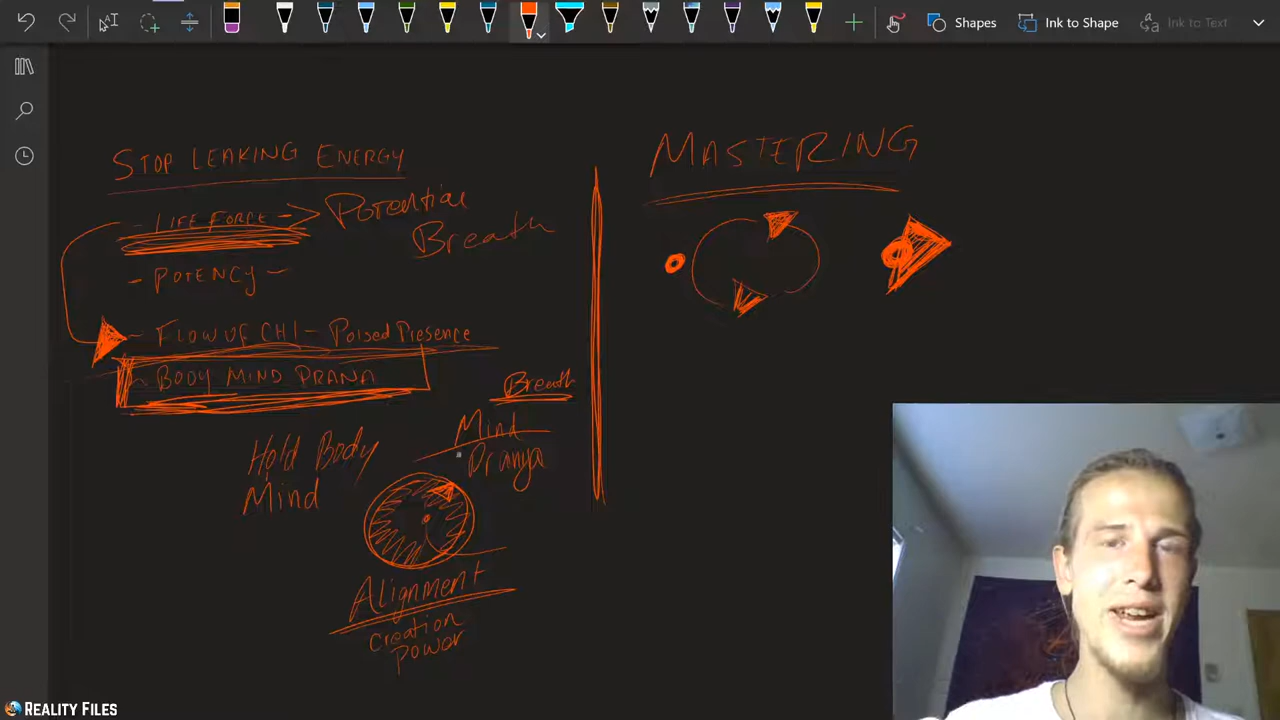 Shapes
Ink to Shape
Ink to Text
STOP LEAKING ENERGY
- LIFE FORCE -> Potential
Breath
- POTENCY -
- FLOW OF CHI - Poised Presence
- BODY MIND PRANA
Breath
Mind
Pranya
Hold Body
Mind
Alignment
creation
power
MASTERING
REALITY FILES